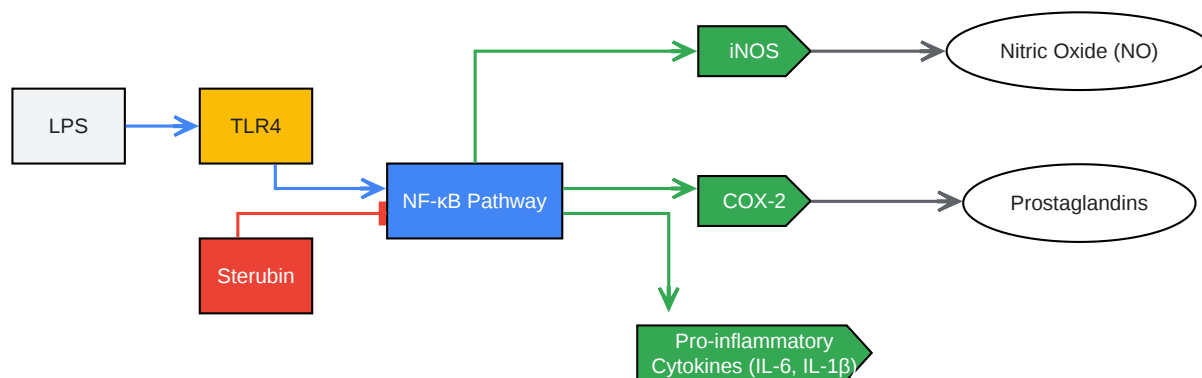 iNOS
Nitric Oxide (NO)
LPS
TLR4
NF-κB Pathway
COX-2
Prostaglandins
Sterubin
Pro-inflammatory
Cytokines (IL-6, IL-1β)